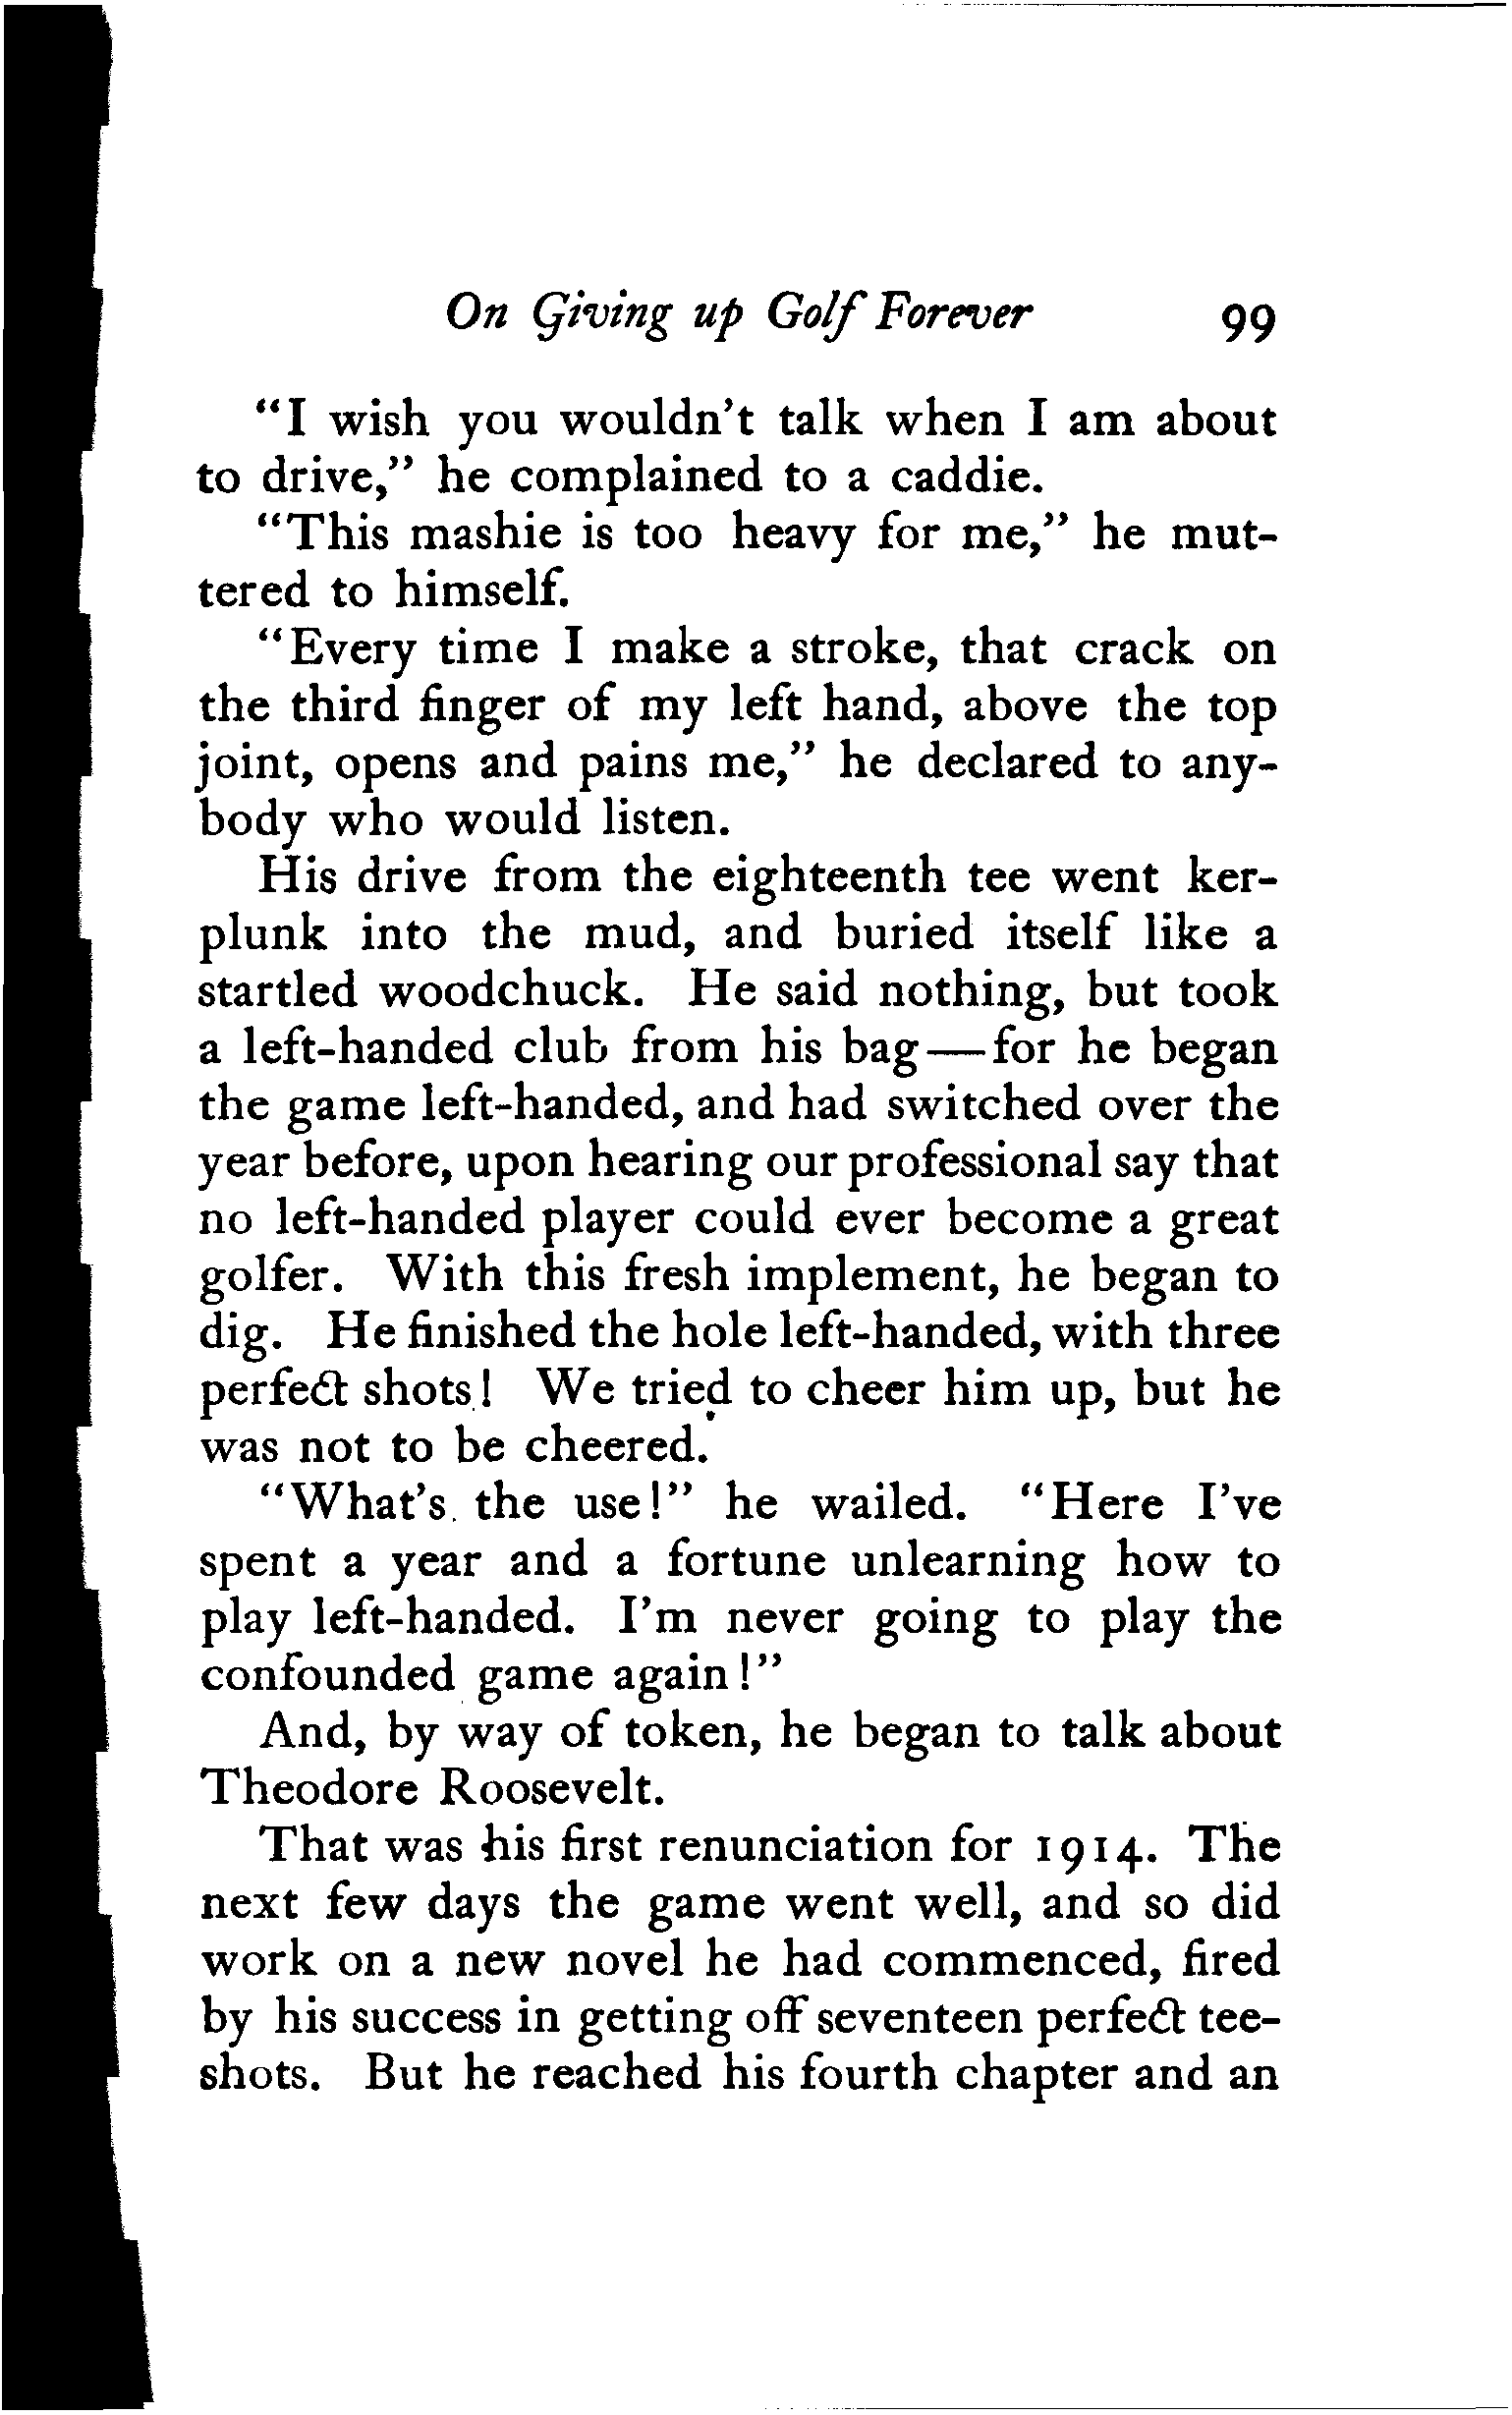 On Giving up Golf Forever 99
“I wish you wouldn't talk when I am about
to drive,” he complained to a caddie.
“This mashie is too heavy for me,” he mut-
tered to himself.
“Every time I make a stroke, that crack on
the third finger of my left hand, above the top
joint, opens and pains me,” he declared to any-
body who would listen.
His drive from the eighteenth tee went ker-
plunk into the mud, and buried itself like a
startled woodchuck. He said nothing, but took
a left-handed club from his bag—for he began
the game left-handed, and had switched over the
year before, upon hearing our professional say that
no left-handed player could ever become a great
golfer. With this fresh implement, he began to
dig. He finished the hole left-handed, with three
perfect shots! We tried to cheer him up, but he
was not to be cheered.
“What's the use!” he wailed. “Here I've
spent a year and a fortune unlearning how to
play left-handed. I'm never going to play the
confounded game again!”
And, by way of token, he began to talk about
Theodore Roosevelt.
That was his first renunciation for 1914. The
next few days the game went well, and so did
work on a new novel he had commenced, fired
by his success in getting off seventeen perfect tee-
shots. But he reached his fourth chapter and an